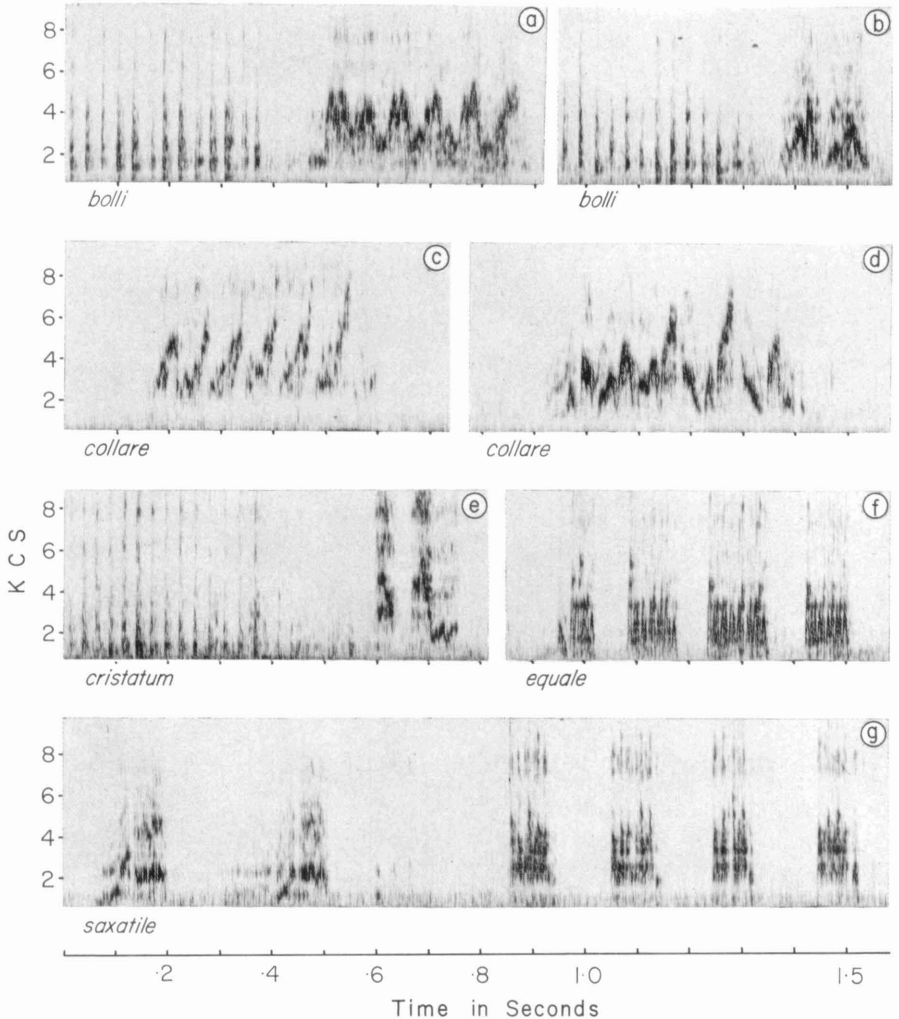 8 ⓐ ⓑ
6
4
2
bolli bolli
8 ⓒ ⓓ
6
4
2
collare collare
KCS
8 ⓔ ⓕ
6
4
2
cristatum equale
8 ⓖ
6
4
2
saxatile
·2 ·4 ·6 ·8 1·0 1·5
Time in Seconds